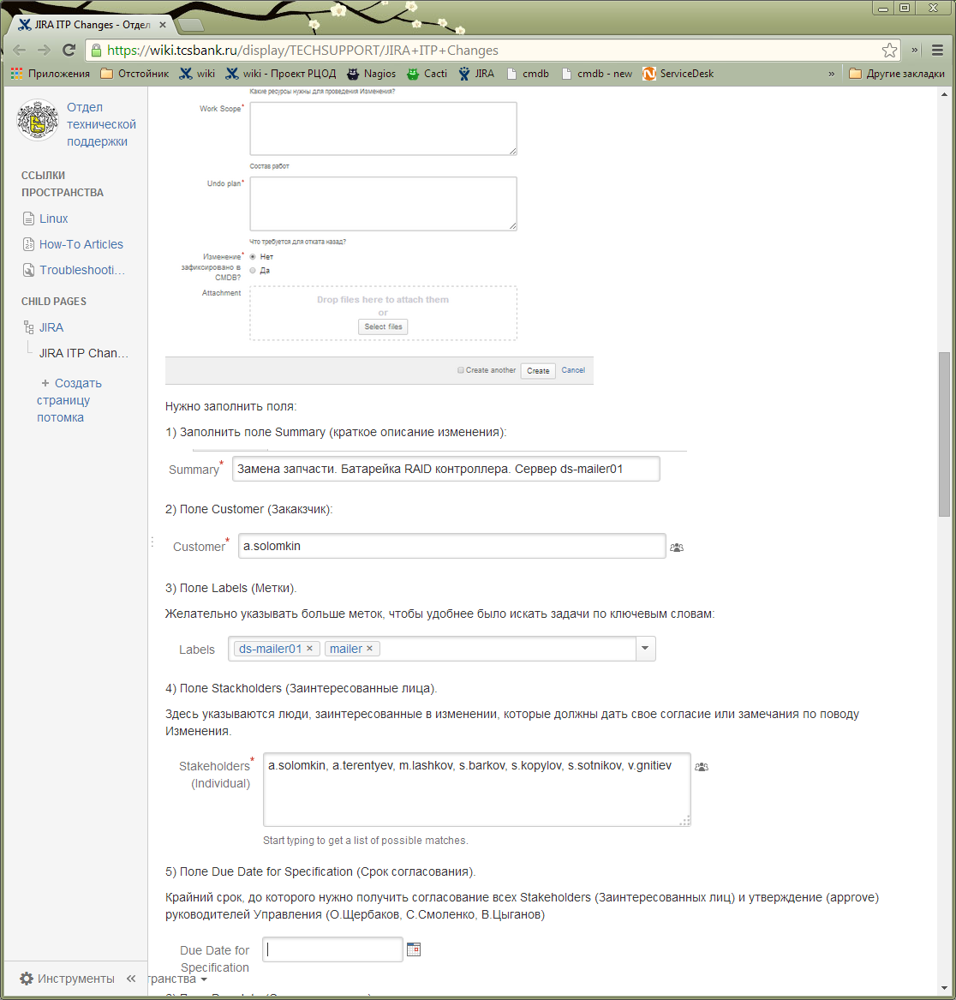 JIRA ITP Changes - Отдел
https://wiki.tcsbank.ru/display/TECHSUPPORT/JIRA+ITP+Changes
Приложения Отстойник wiki wiki - Проект РЦОД Nagios Cacti JIRA cmdb cmdb - new ServiceDesk » Другие закладки
Отдел
технической
поддержки
ССЫЛКИ
ПРОСТРАНСТВА
Linux
How-To Articles
Troubleshooti…
CHILD PAGES
JIRA
JIRA ITP Chan…
+ Создать
страницу
потомка
Инструменты «
Какие ресурсы нужны для проведения Изменения?
Work Scope*
Состав работ
Undo plan*
Что требуется для отката назад?
Изменение* Нет
зафиксировано в
CMDB? Да
Attachment
Drop files here to attach them
or
Select files
Create another Create Cancel
Нужно заполнить поля:
1) Заполнить поле Summary (краткое описание изменения):
Summary* Замена запчасти. Батарейка RAID контроллера. Сервер ds-mailer01
2) Поле Customer (Закакзчик):
Customer* a.solomkin
3) Поле Labels (Метки).
Желательно указывать больше меток, чтобы удобнее было искать задачи по ключевым словам:
Labels ds-mailer01 × mailer ×
4) Поле Stackholders (Заинтересованные лица).
Здесь указываются люди, заинтересованные в изменении, которые должны дать свое согласие или замечания по поводу
Изменения.
Stakeholders* a.solomkin, a.terentyev, m.lashkov, s.barkov, s.kopylov, s.sotnikov, v.gnitiev
(Individual)
Start typing to get a list of possible matches.
5) Поле Due Date for Specification (Срок согласования).
Крайний срок, до которого нужно получить согласование всех Stakeholders (Заинтересованных лиц) и утверждение (approve)
руководителей Управления (О.Щербаков, С.Смоленко, В.Цыганов)
Due Date for
Specification
транства